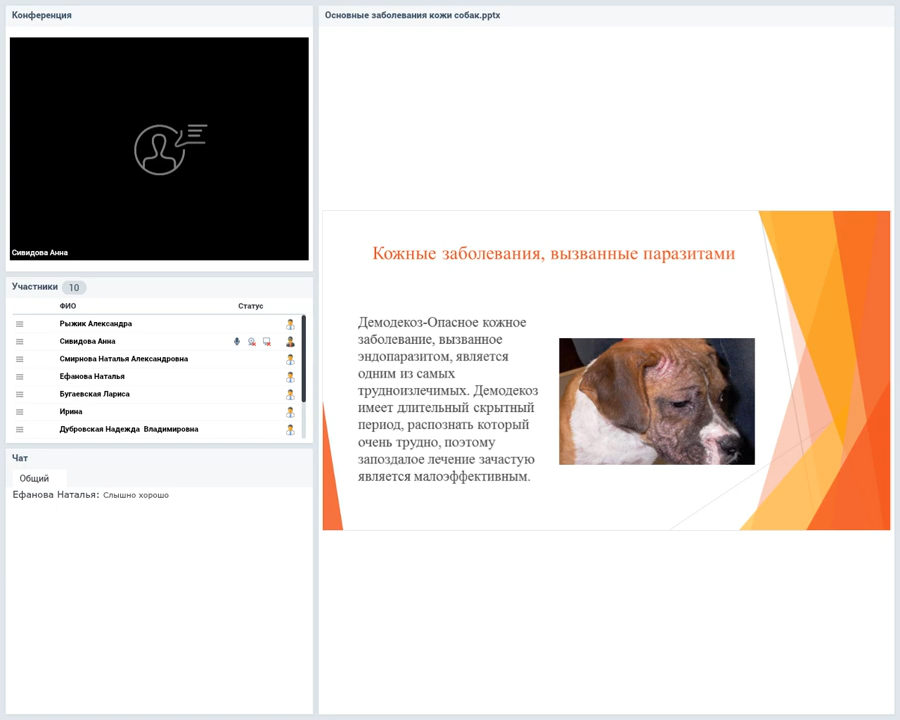 Конференция
Сивидова Анна
Участники 10
ФИО Статус
Рыжик Александра
Сивидова Анна
Смирнова Наталья Александровна
Ефанова Наталья
Бугаевская Лариса
Ирина
Дубровская Надежда Владимировна
Чат
Общий
Ефанова Наталья: Слышно хорошо
Основные заболевания кожи собак.pptx
Кожные заболевания, вызванные паразитами
Демодекоз-Опасное кожное
заболевание, вызванное
эндопаразитом, является
одним из самых
трудноизлечимых. Демодекоз
имеет длительный скрытный
период, распознать который
очень трудно, поэтому
запоздалое лечение зачастую
является малоэффективным.